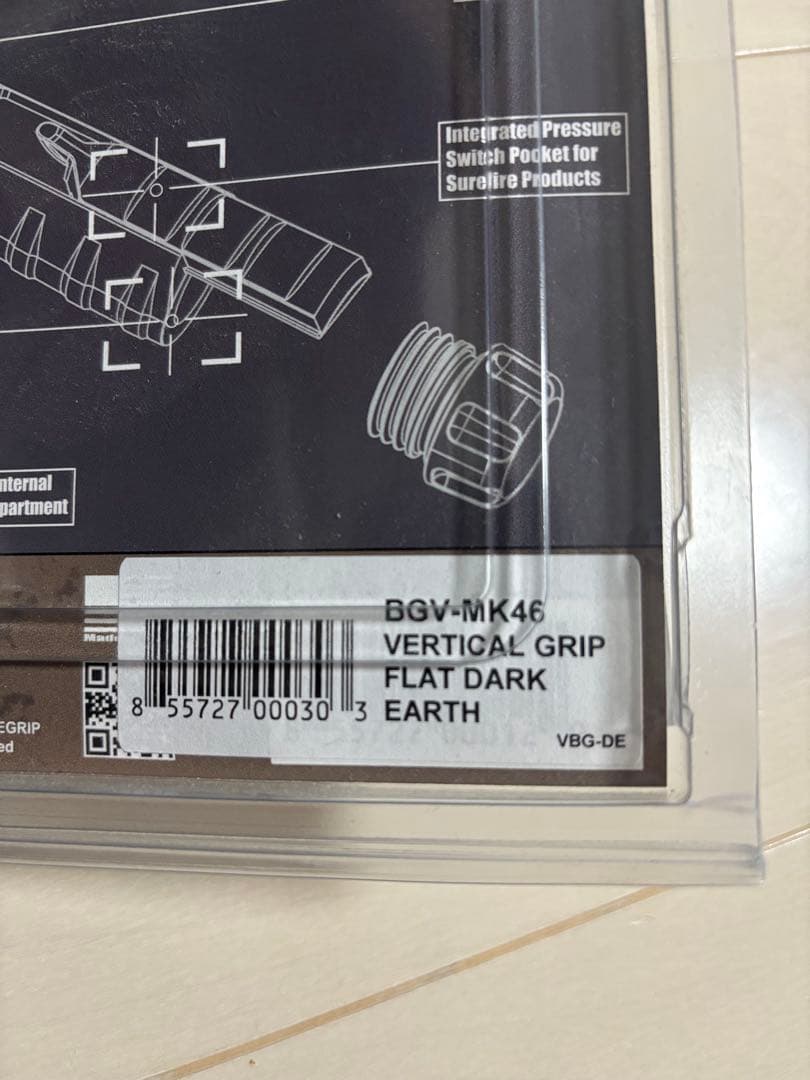 Integrated Pressure
Switch Pocket for
Surefire Products
nternal
partment
BGV-MK46
VERTICAL GRIP
FLAT DARK
EARTH
8 55727 00030 3
VBG-DE
EGRIP
ed